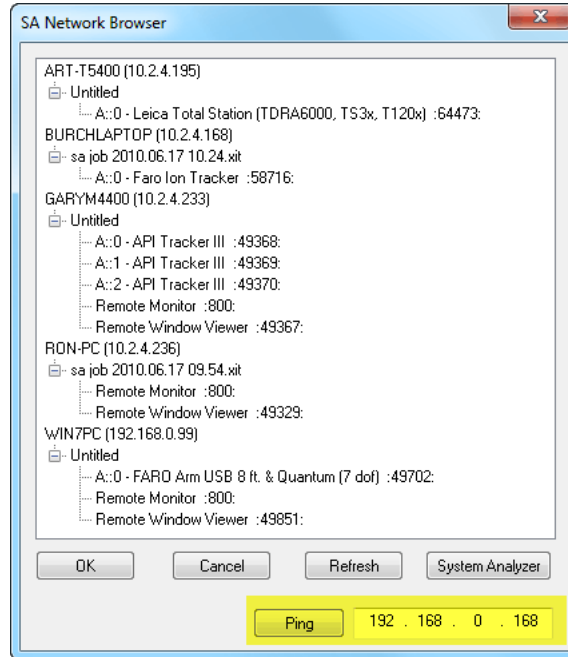 SA Network Browser
ART-T5400 (10.2.4.195)
Untitled
A::0 - Leica Total Station (TDRA6000, TS3x, T120x) :64473:
BURCHLAPTOP (10.2.4.168)
sa job 2010.06.17 10.24.xit
A::0 - Faro Ion Tracker :58716:
GARYM4400 (10.2.4.233)
Untitled
A::0 - API Tracker III :49368:
A::1 - API Tracker III :49369:
A::2 - API Tracker III :49370:
Remote Monitor :800:
Remote Window Viewer :49367:
RON-PC (10.2.4.236)
sa job 2010.06.17 09.54.xit
Remote Monitor :800:
Remote Window Viewer :49329:
WIN7PC (192.168.0.99)
Untitled
A::0 - FARO Arm USB 8 ft. & Quantum (7 dof) :49702:
Remote Monitor :800:
Remote Window Viewer :49851:
OK Cancel Refresh System Analyzer
Ping 192 . 168 . 0 . 168